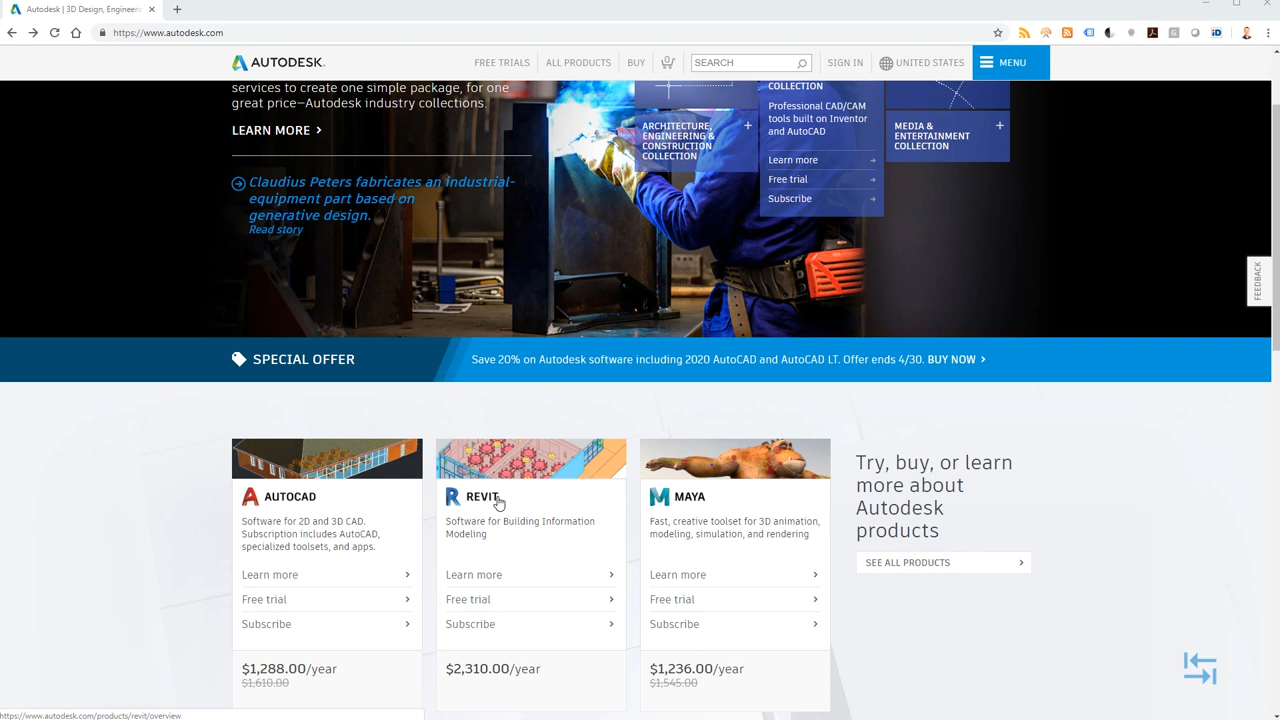 Autodesk | 3D Design, Engineeri
https://www.autodesk.com
AUTODESK.
FREE TRIALS
ALL PRODUCTS
BUY
SEARCH
SIGN IN
UNITED STATES
MENU
services to create one simple package, for one
great price—Autodesk industry collections.
LEARN MORE
Claudius Peters fabricates an industrial-
equipment part based on
generative design.
Read story
ARCHITECTURE,
ENGINEERING &
CONSTRUCTION
COLLECTION
COLLECTION
Professional CAD/CAM
tools built on Inventor
and AutoCAD
Learn more
Free trial
Subscribe
MEDIA &
ENTERTAINMENT
COLLECTION
FEEDBACK
SPECIAL OFFER
Save 20% on Autodesk software including 2020 AutoCAD and AutoCAD LT. Offer ends 4/30. BUY NOW
AUTOCAD
Software for 2D and 3D CAD.
Subscription includes AutoCAD,
specialized toolsets, and apps.
Learn more
Free trial
Subscribe
$1,288.00/year
$1,610.00
REVIT
Software for Building Information
Modeling
Learn more
Free trial
Subscribe
$2,310.00/year
MAYA
Fast, creative toolset for 3D animation,
modeling, simulation, and rendering
Learn more
Free trial
Subscribe
$1,236.00/year
$1,545.00
Try, buy, or learn
more about
Autodesk
products
SEE ALL PRODUCTS
https://www.autodesk.com/products/revit/overview